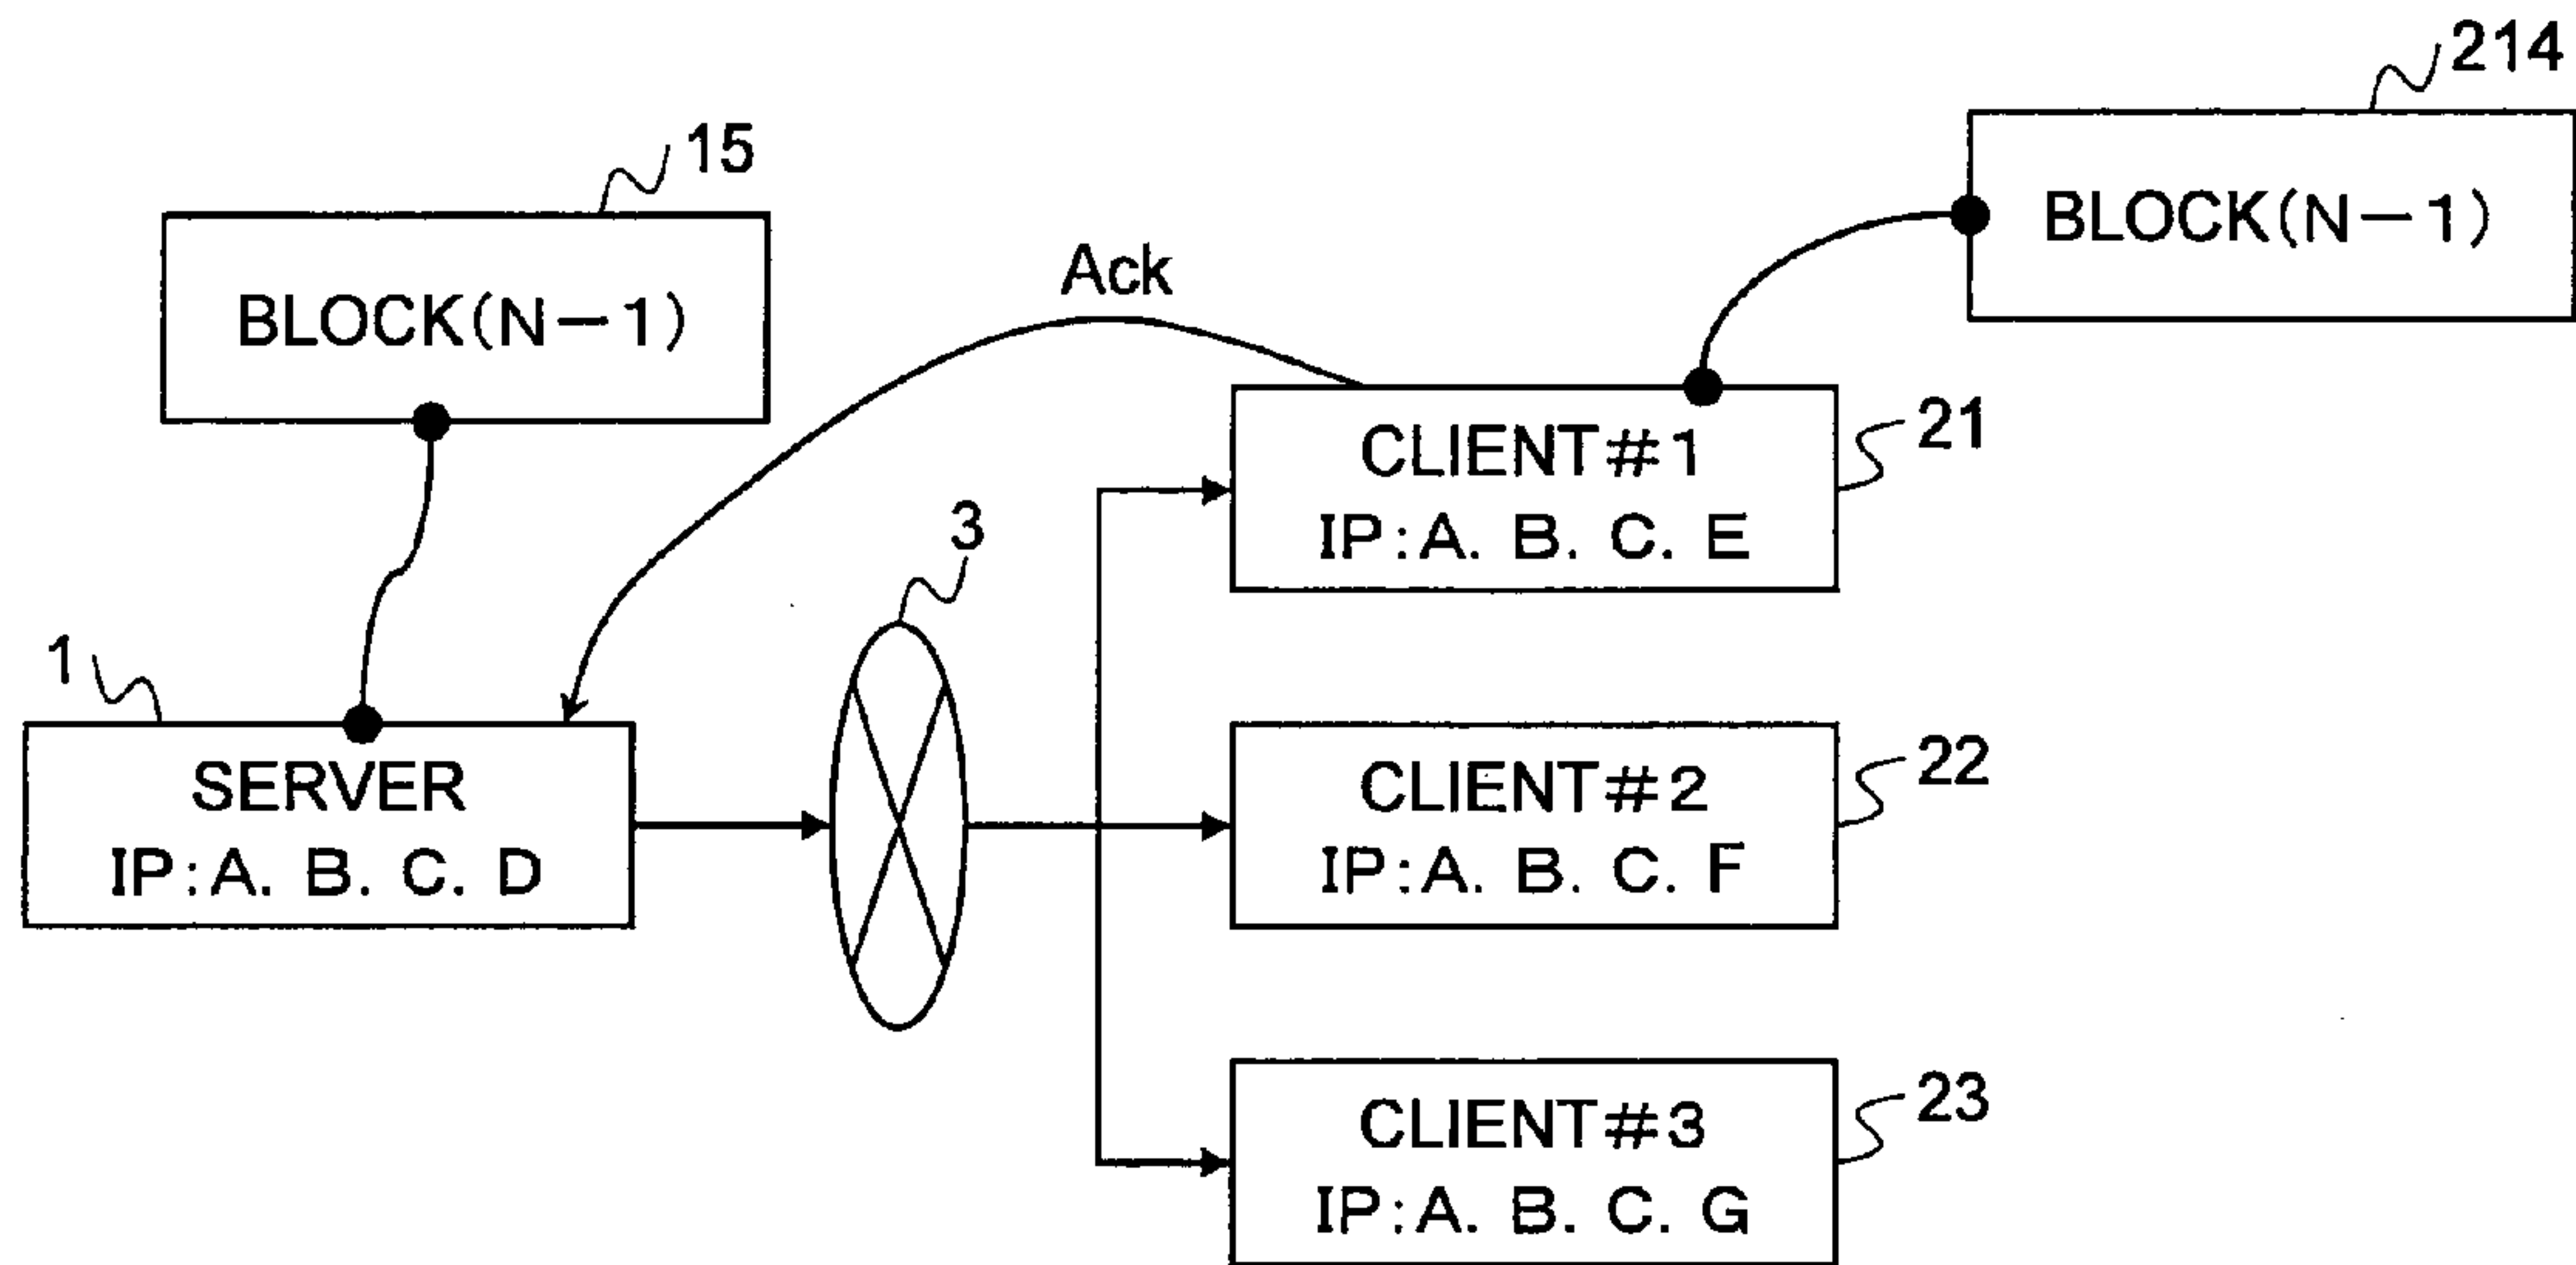 214
15
BLOCK(N-1)
BLOCK(N-1)
Ack
21
CLIENT#1
IP:A. B. C. E
3
1
SERVER
IP:A. B. C. D
22
CLIENT#2
IP:A. B. C. F
23
CLIENT#3
IP:A. B. C. G